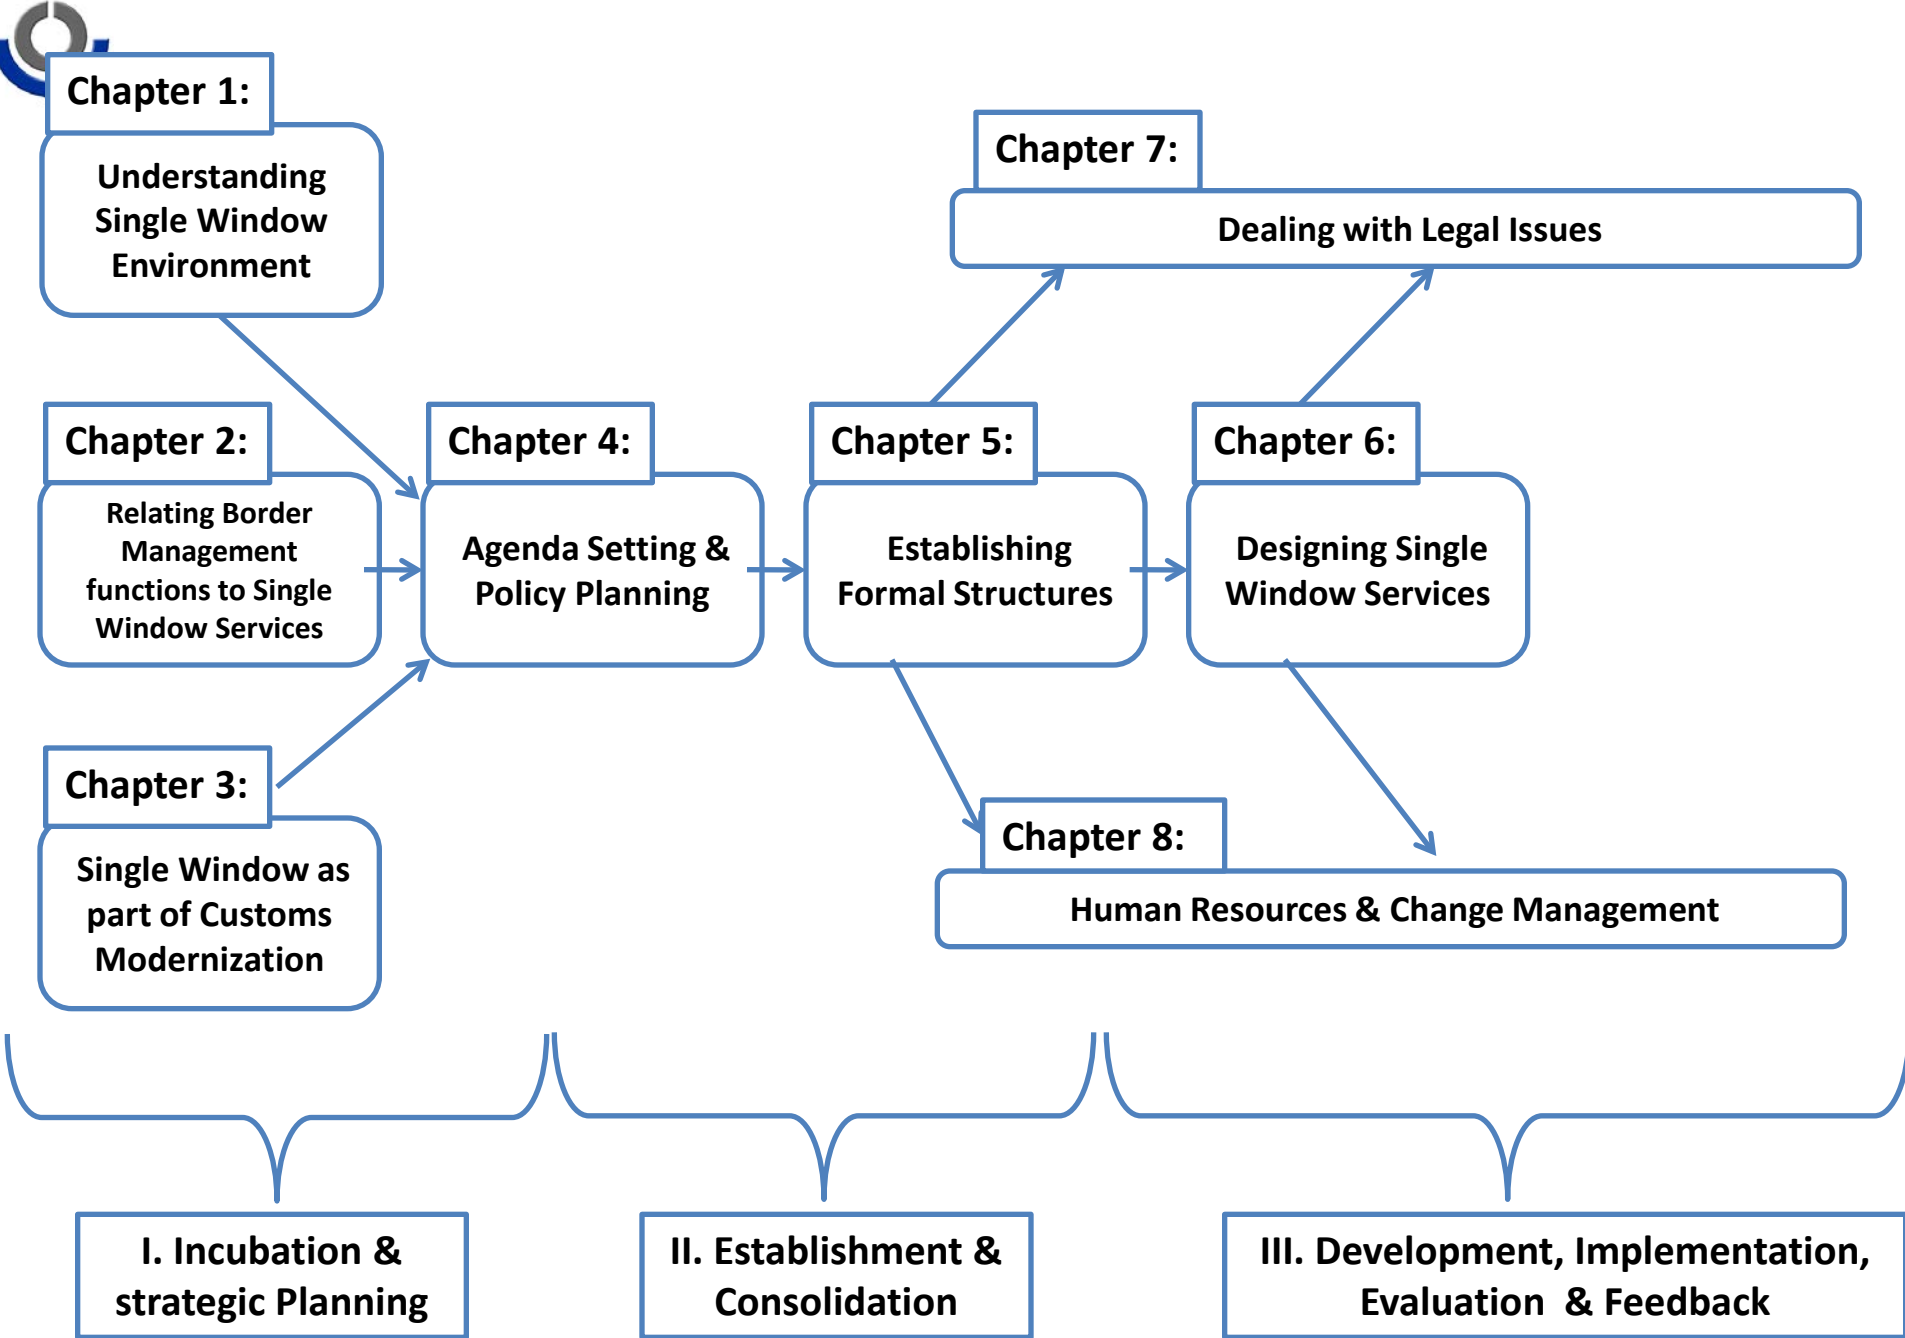 Chapter 1:
Understanding
Single Window
Environment
Chapter 7:
Dealing with Legal Issues
Chapter 2:
Relating Border
Management
functions to Single
Window Services
Chapter 4:
Agenda Setting &
Policy Planning
Chapter 5:
Establishing
Formal Structures
Chapter 6:
Designing Single
Window Services
Chapter 3:
Single Window as
part of Customs
Modernization
Chapter 8:
Human Resources & Change Management
I. Incubation &
strategic Planning
II. Establishment &
Consolidation
III. Development, Implementation,
Evaluation & Feedback